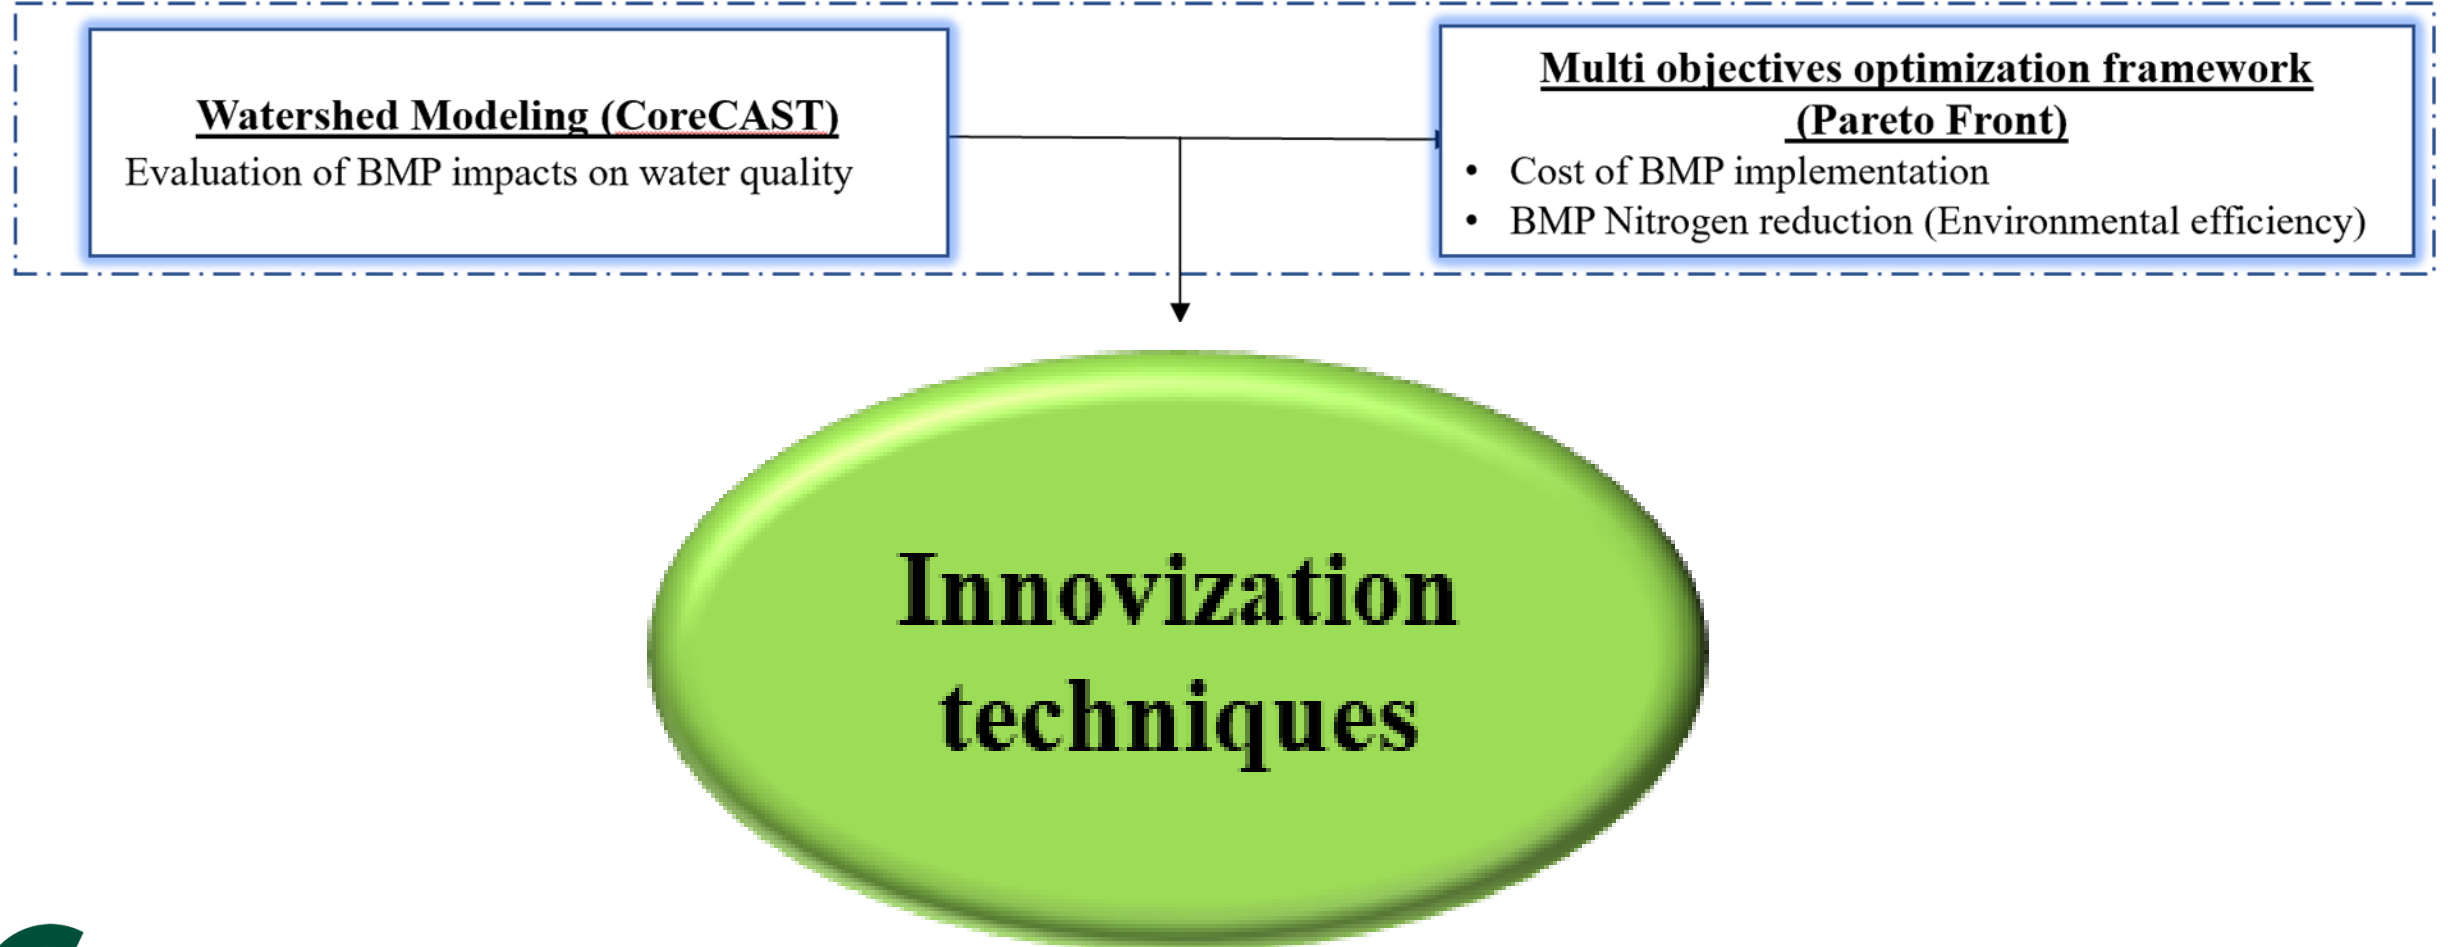 Watershed Modeling (CoreCAST)
Evaluation of BMP impacts on water quality
Multi objectives optimization framework
(Pareto Front)
• Cost of BMP implementation
• BMP Nitrogen reduction (Environmental efficiency)
Innovization
techniques